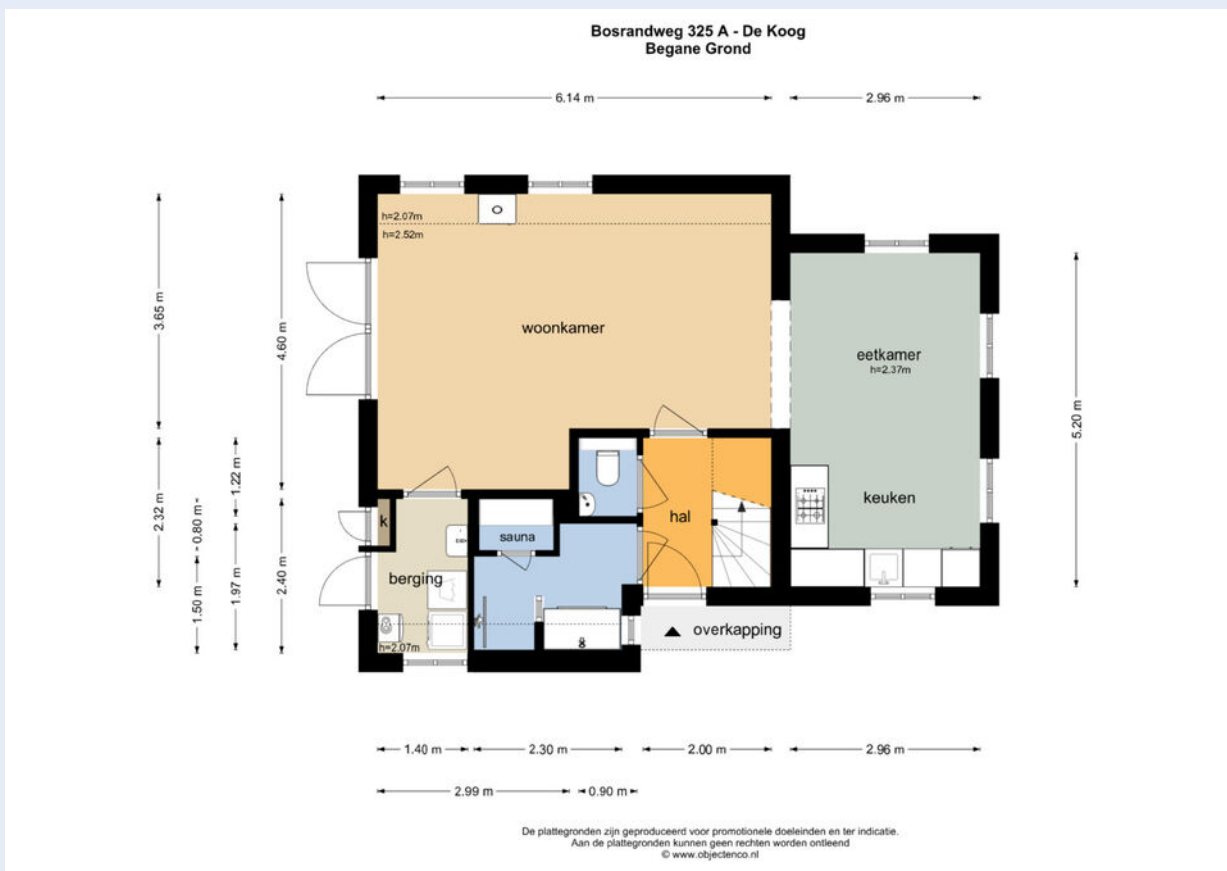 Bosrandweg 325 A - De Koog
Begane Grond
6.14 m
2.96 m
h=2.07m
h=2.52m
3.65 m
4.60 m
woonkamer
eetkamer
h=2.37m
5.20 m
2.32 m
1.22 m
0.80 m
k
sauna
hal
keuken
berging
1.50 m
1.97 m
2.40 m
h=2.07m
overkapping
1.40 m
2.30 m
2.00 m
2.96 m
2.99 m
0.90 m
De plattegronden zijn geproduceerd voor promotionele doeleinden en ter indicatie.
Aan de plattegronden kunnen geen rechten worden ontleend
© www.objectenco.nl